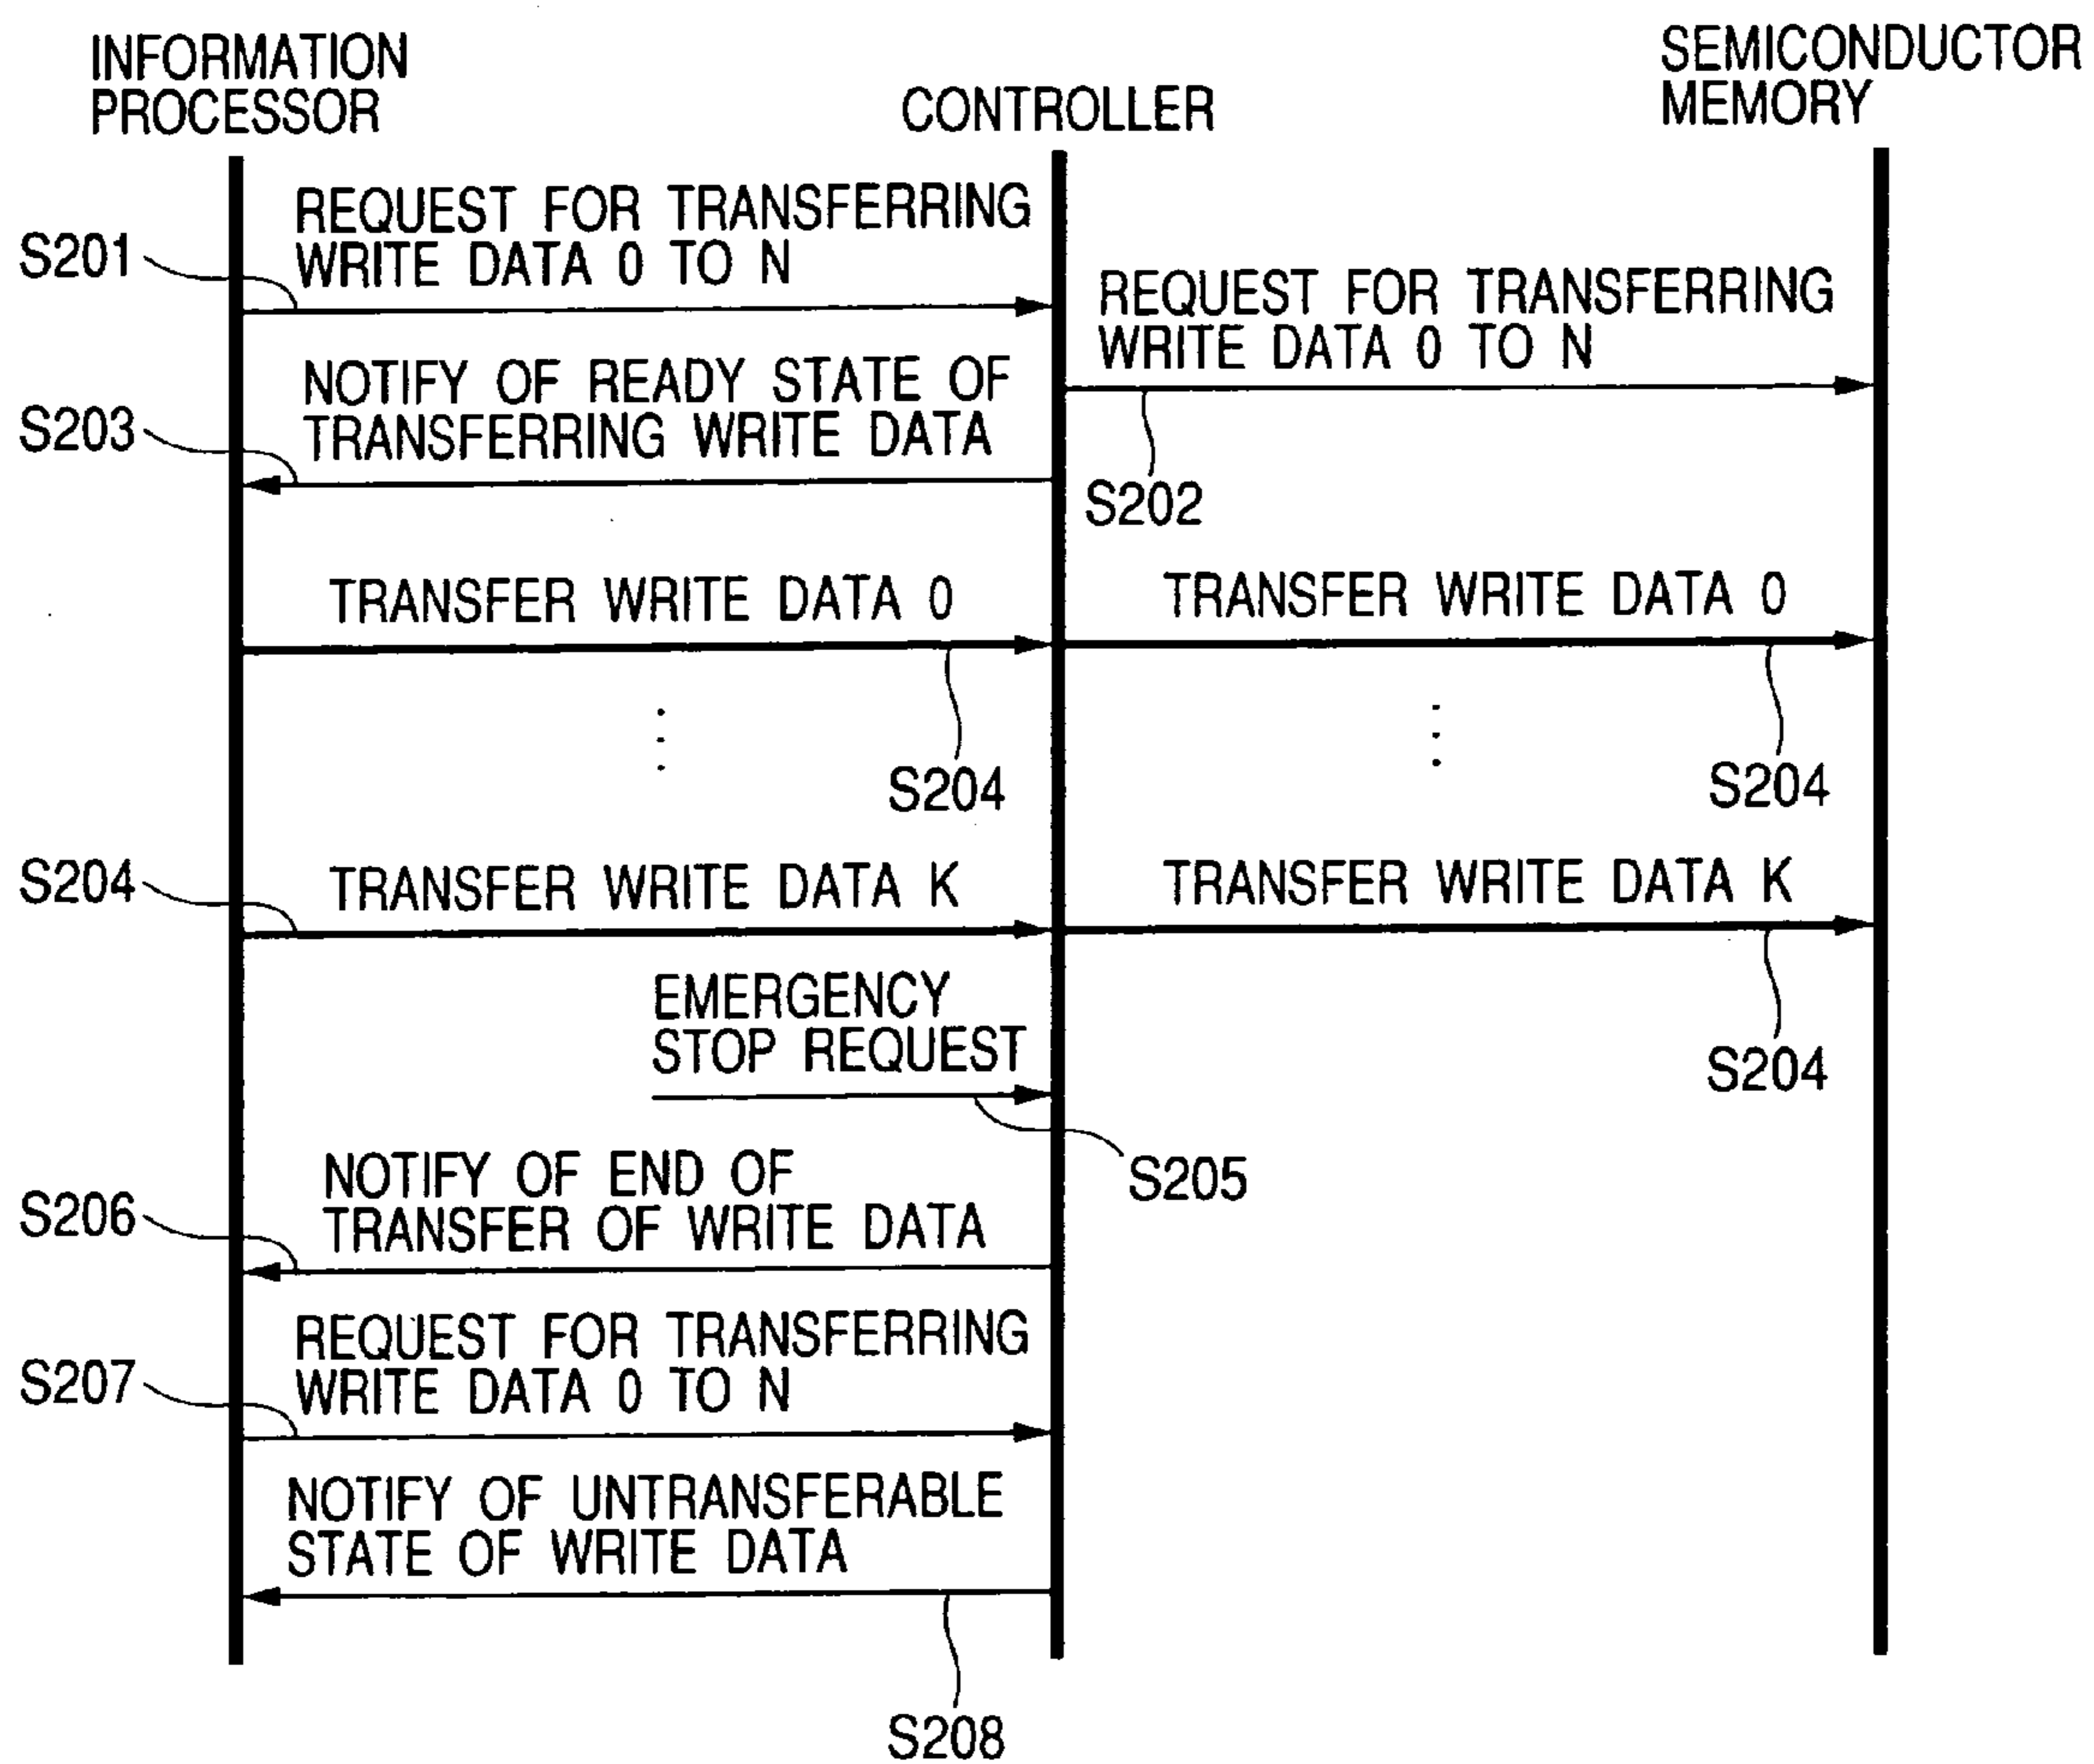 INFORMATION
PROCESSOR
CONTROLLER
SEMICONDUCTOR
MEMORY
S201
REQUEST FOR TRANSFERRING
WRITE DATA 0 TO N
REQUEST FOR TRANSFERRING
WRITE DATA 0 TO N
S202
S203
NOTIFY OF READY STATE OF
TRANSFERRING WRITE DATA
TRANSFER WRITE DATA 0
TRANSFER WRITE DATA 0
S204
S204
S204
TRANSFER WRITE DATA K
TRANSFER WRITE DATA K
S204
EMERGENCY
STOP REQUEST
S205
S206
NOTIFY OF END OF
TRANSFER OF WRITE DATA
S207
REQUEST FOR TRANSFERRING
WRITE DATA 0 TO N
NOTIFY OF UNTRANSFERABLE
STATE OF WRITE DATA
S208